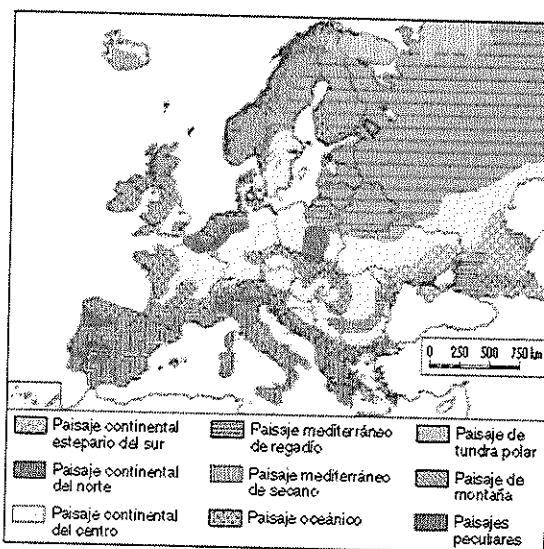 0 250 500 750 km
Paisaje continental
estepario del sur
Paisaje continental
del norte
Paisaje continental
del centro
Paisaje mediterráneo
de regadío
Paisaje mediterráneo
de secano
Paisaje oceánico
Paisaje de
tundra polar
Paisaje de
montaña
Paisajes
peculiares